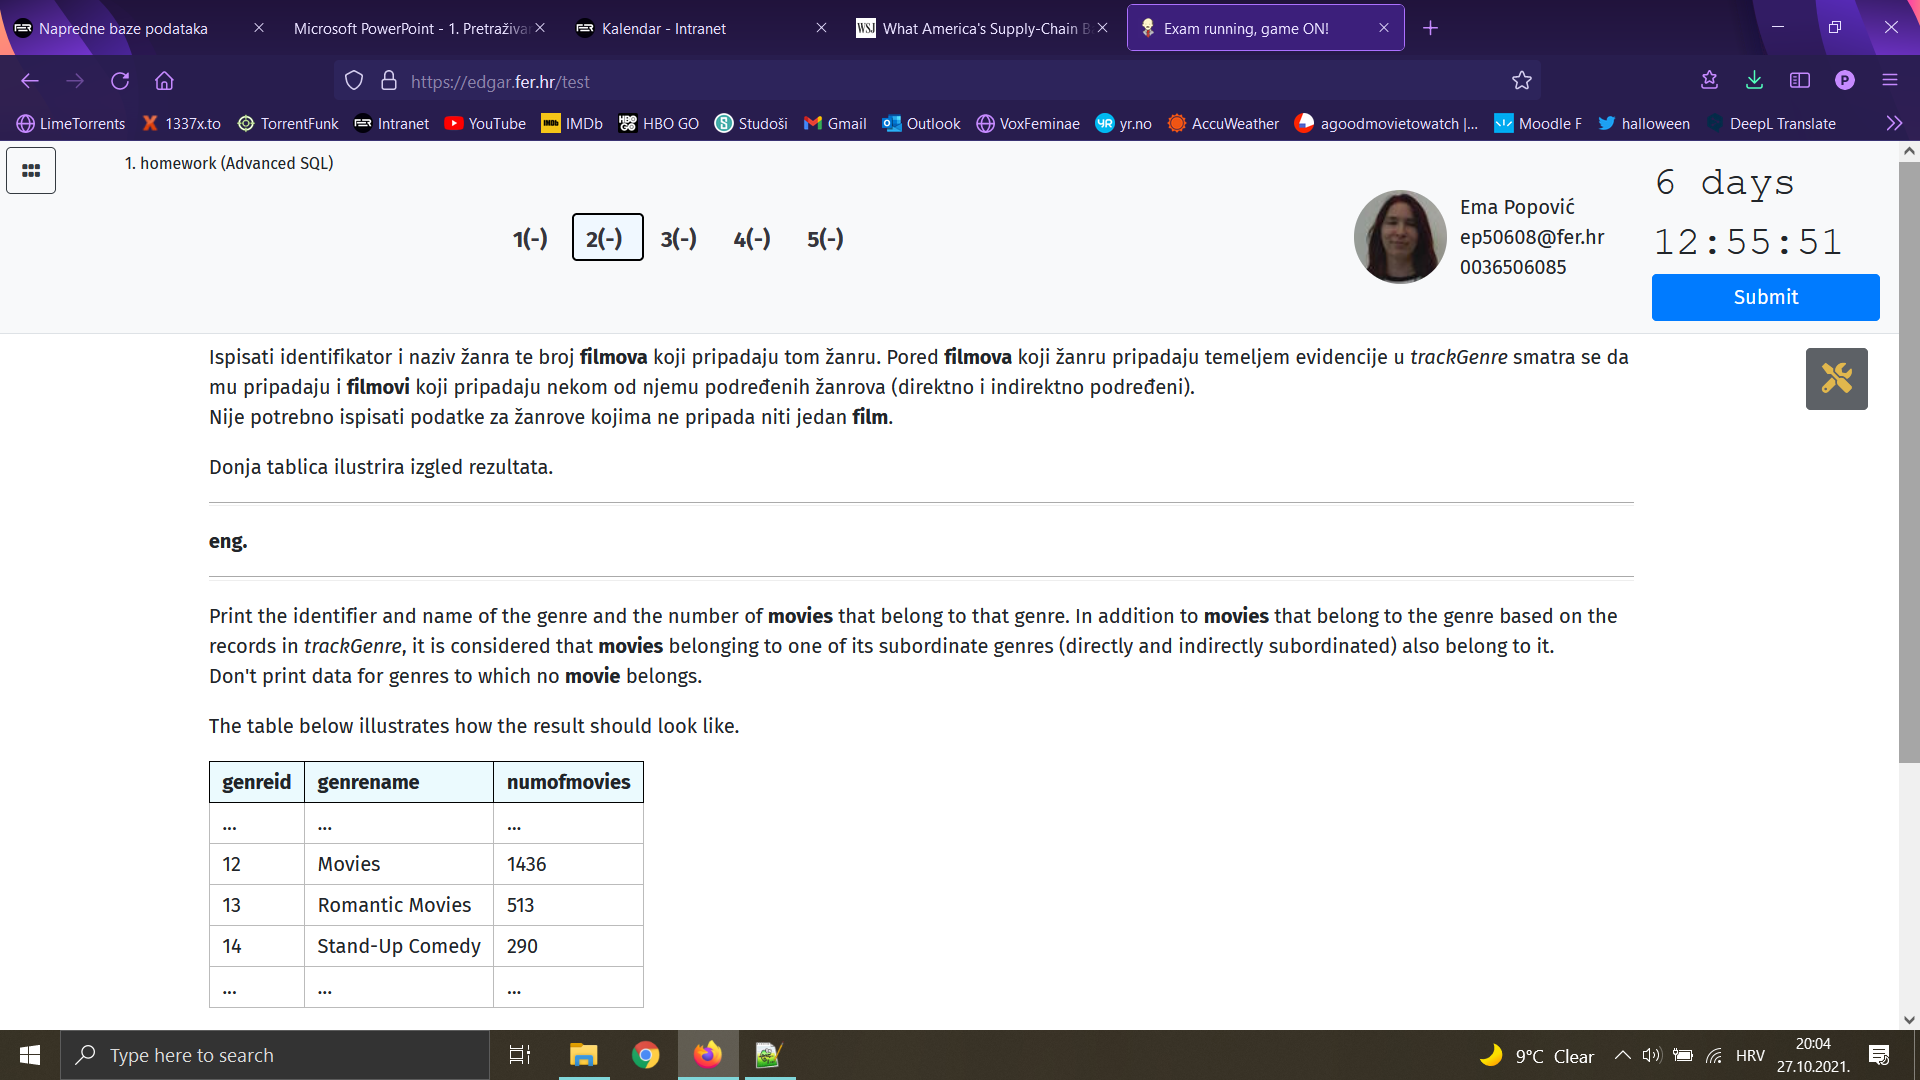 Napredne baze podataka
Microsoft PowerPoint - 1. Pretraživa
Kalendar - Intranet
WSJ What America's Supply-Chain B
Exam running, game ON!
https://edgar.fer.hr/test
LimeTorrents 1337x.to TorrentFunk Intranet YouTube IMDb HBO GO Studoši Gmail Outlook VoxFeminae yr.no AccuWeather agoodmovietowatch |... Moodle F halloween DeepL Translate
1. homework (Advanced SQL)
1(-) 2(-) 3(-) 4(-) 5(-)
Ema Popović
ep50608@fer.hr
0036506085
6 days
12:55:51
Submit
Ispisati identifikator i naziv žanra te broj filmova koji pripadaju tom žanru. Pored filmova koji žanru pripadaju temeljem evidencije u trackGenre smatra se da
mu pripadaju i filmovi koji pripadaju nekom od njemu podređenih žanrova (direktno i indirektno podređeni).
Nije potrebno ispisati podatke za žanrove kojima ne pripada niti jedan film.
Donja tablica ilustrira izgled rezultata.
eng.
Print the identifier and name of the genre and the number of movies that belong to that genre. In addition to movies that belong to the genre based on the
records in trackGenre, it is considered that movies belonging to one of its subordinate genres (directly and indirectly subordinated) also belong to it.
Don't print data for genres to which no movie belongs.
The table below illustrates how the result should look like.
genreid genrename numofmovies
... ... ...
12 Movies 1436
13 Romantic Movies 513
14 Stand-Up Comedy 290
... ... ...
Type here to search
9°C Clear
HRV
20:04
27.10.2021.